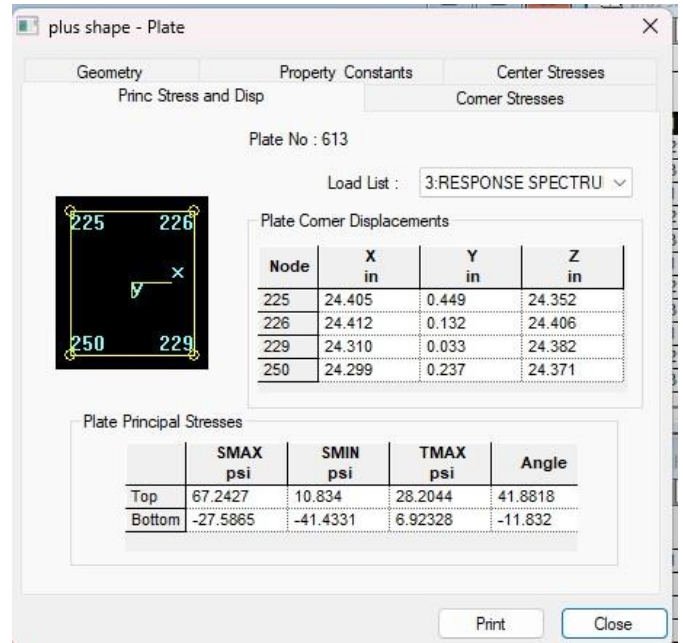 plus shape - Plate
Geometry Property Constants Center Stresses
Princ Stress and Disp Corner Stresses
Plate No : 613
Load List : 3:RESPONSE SPECTRU
225 226
x
y
250 229
Plate Corner Displacements
Node X in Y in Z in
225 24.405 0.449 24.352
226 24.412 0.132 24.406
229 24.310 0.033 24.382
250 24.299 0.237 24.371
Plate Principal Stresses
SMAX psi SMIN psi TMAX psi Angle
Top 67.2427 10.834 28.2044 41.8818
Bottom -27.5865 -41.4331 6.92328 -11.832
Print Close